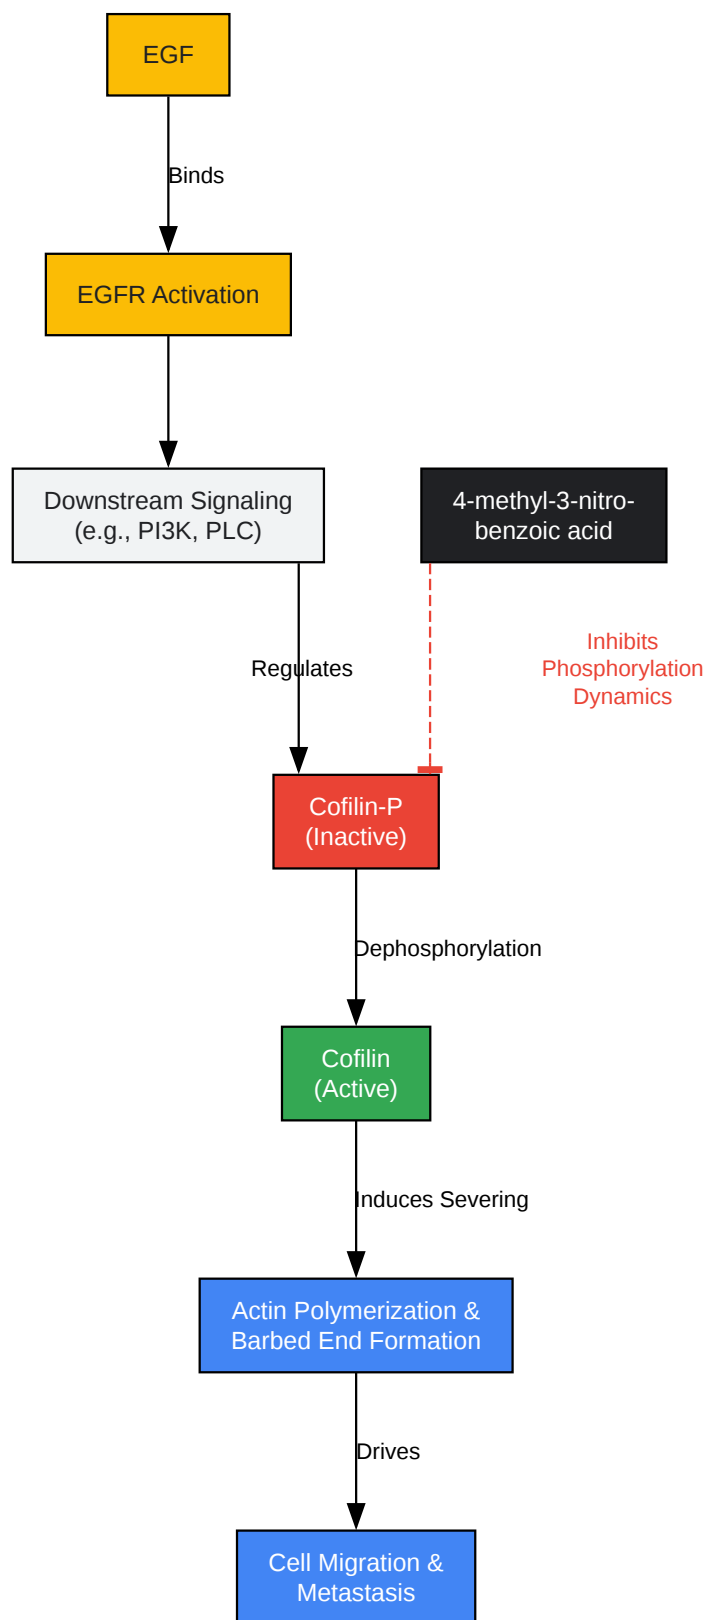 EGF
Binds
EGFR Activation
Downstream Signaling
(e.g., PI3K, PLC)
4-methyl-3-nitro-
benzoic acid
Regulates
Inhibits
Phosphorylation
Dynamics
Cofilin-P
(Inactive)
Dephosphorylation
Cofilin
(Active)
Induces Severing
Actin Polymerization &
Barbed End Formation
Drives
Cell Migration &
Metastasis